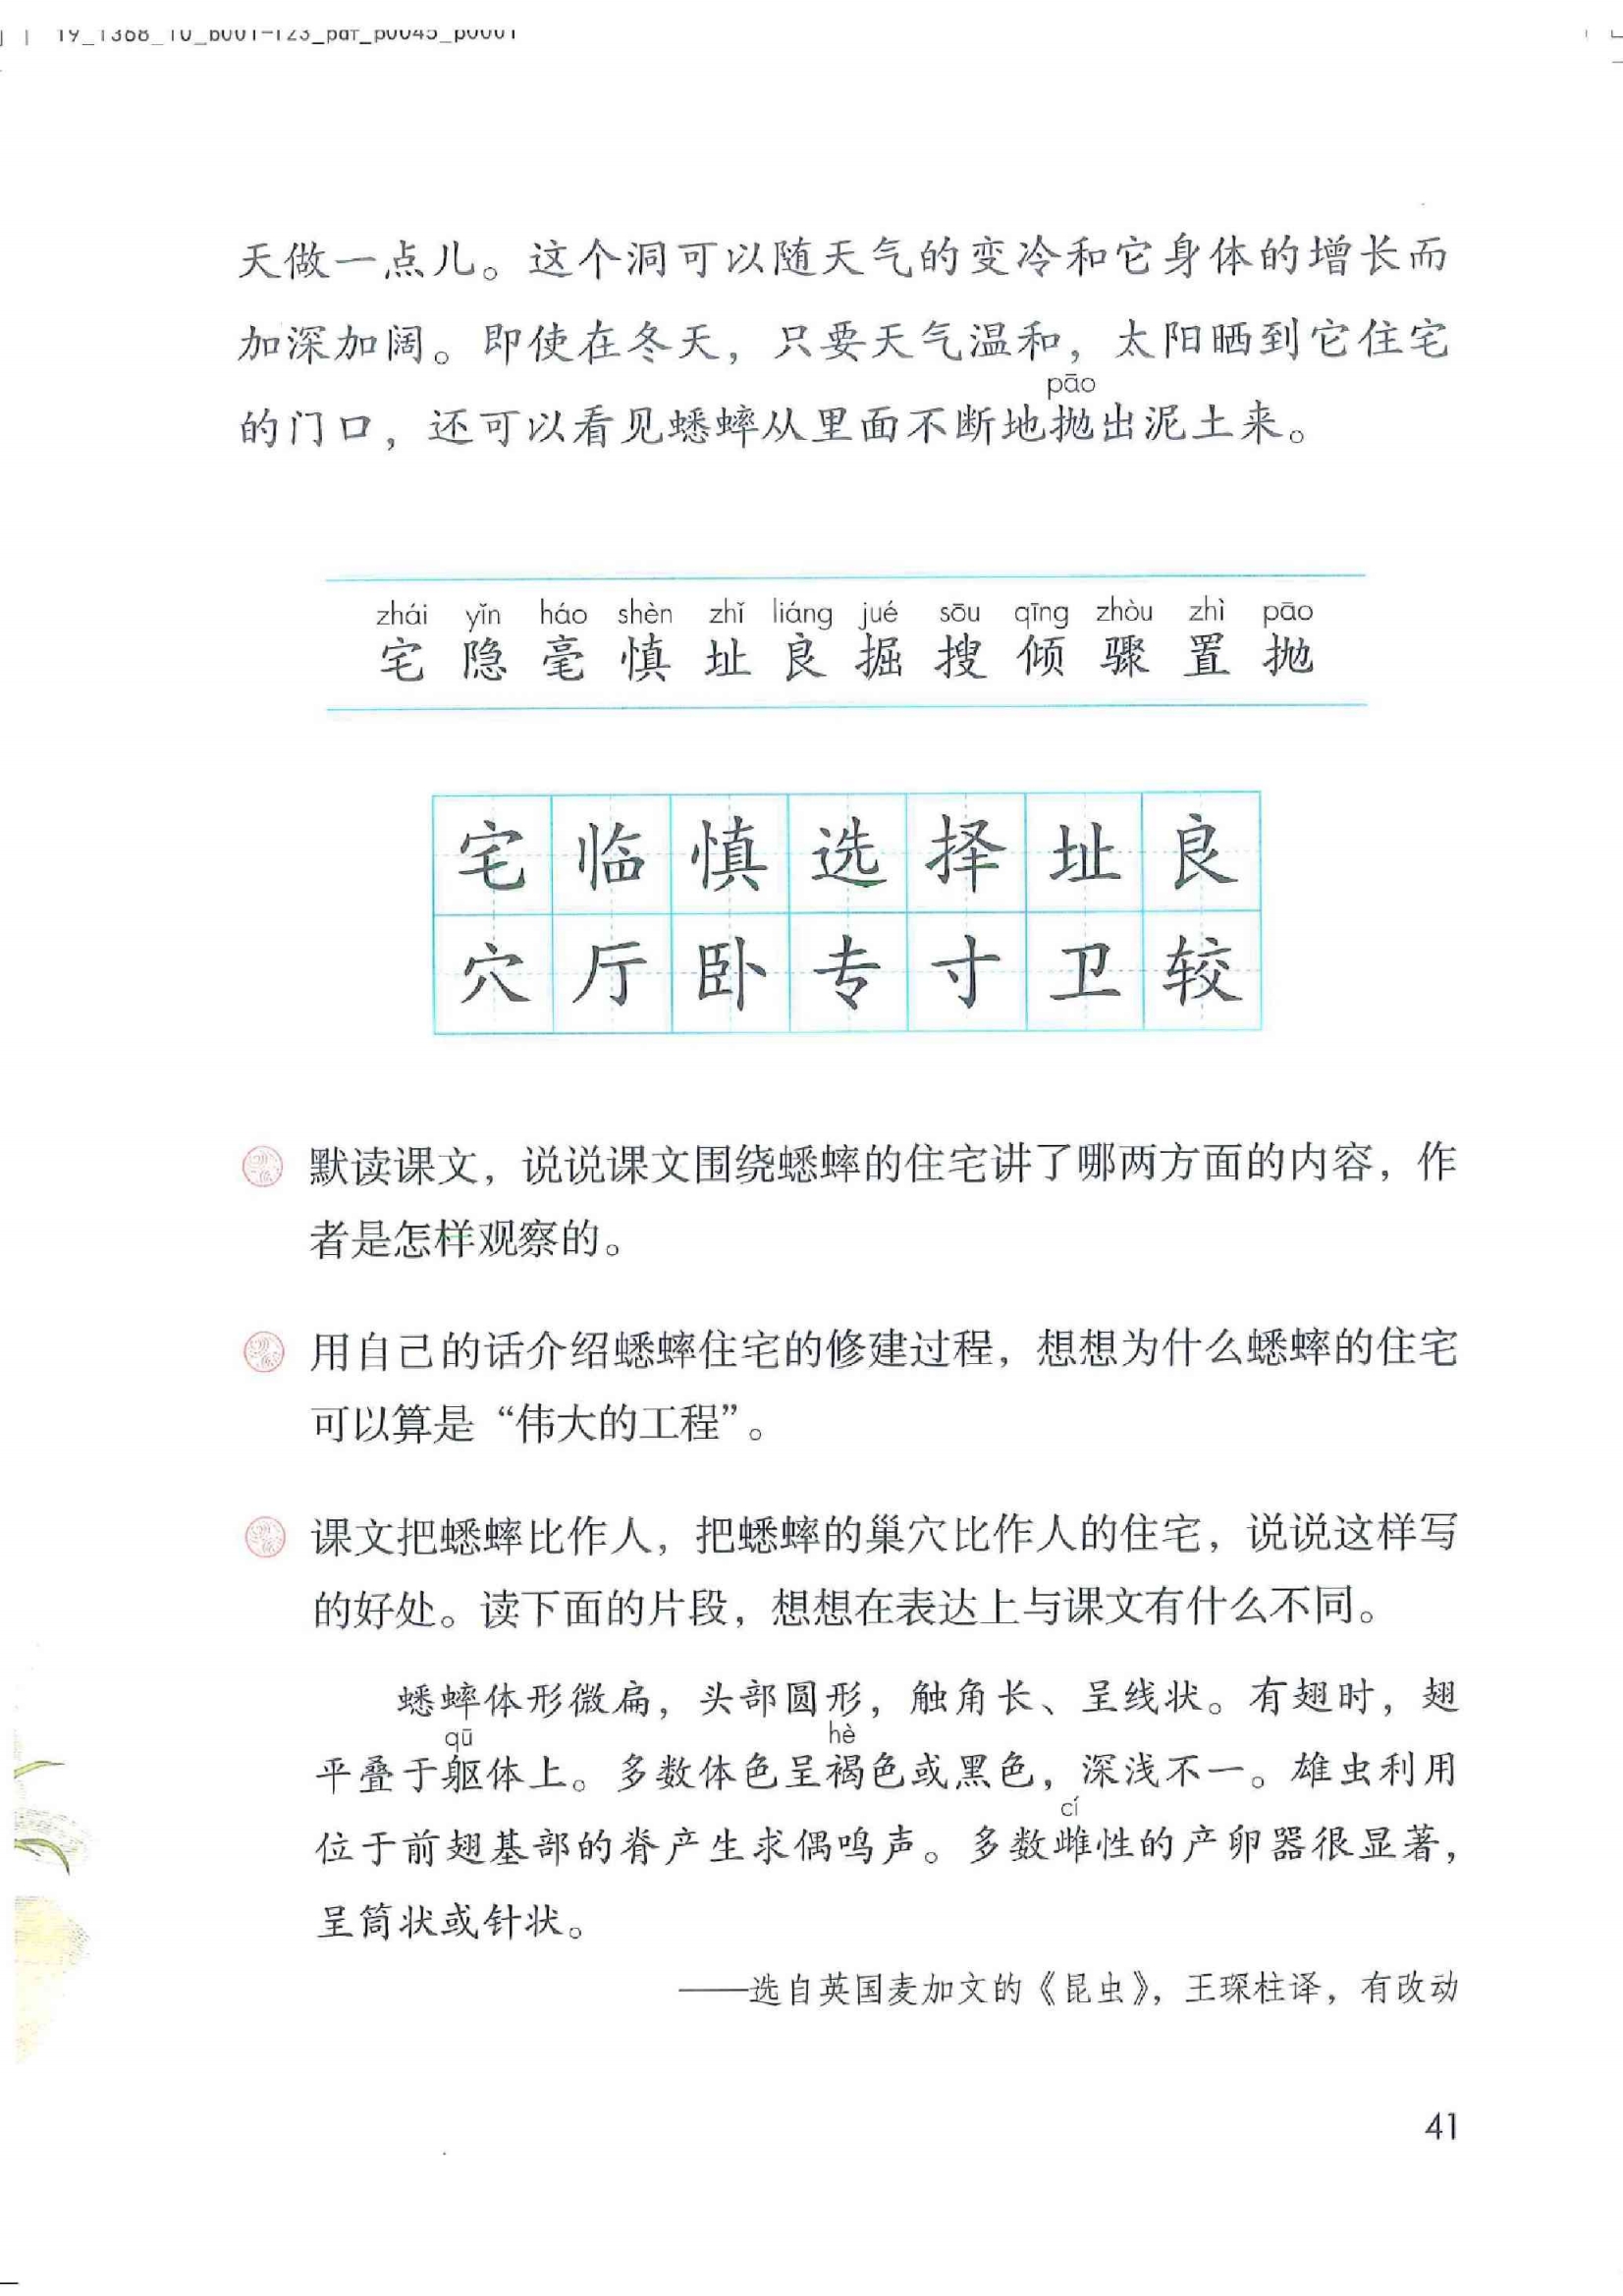 天做一点儿。这个洞可以随天气的变冷和它身体的增长而
加深加阔。即使在冬天，只要天气温和，太阳晒到它住宅
pāo
的门口，还可以看见蟋蟀从里面不断地抛出泥土来。
zhái yǐn háo shèn zhǐ liáng jué sōu qīng zhòu zhì pāo
宅 隐 毫 慎 址 良 掘 搜 倾 骤 置 抛
宅 临 慎 选 择 址 良
穴 厅 卧 专 寸 卫 较
默读课文，说说课文围绕蟋蟀的住宅讲了哪两方面的内容，作
者是怎样观察的。
用自己的话介绍蟋蟀住宅的修建过程，想想为什么蟋蟀的住宅
可以算是“伟大的工程”。
课文把蟋蟀比作人，把蟋蟀的巢穴比作人的住宅，说说这样写
的好处。读下面的片段，想想在表达上与课文有什么不同。
蟋蟀体形微扁，头部圆形，触角长、呈线状。有翅时，翅
qū hè
平叠于躯体上。多数体色呈褐色或黑色，深浅不一。雄虫利用
cí
位于前翅基部的脊产生求偶鸣声。多数雌性的产卵器很显著，
呈筒状或针状。
——选自英国麦加文的《昆虫》，王琛柱译，有改动
41